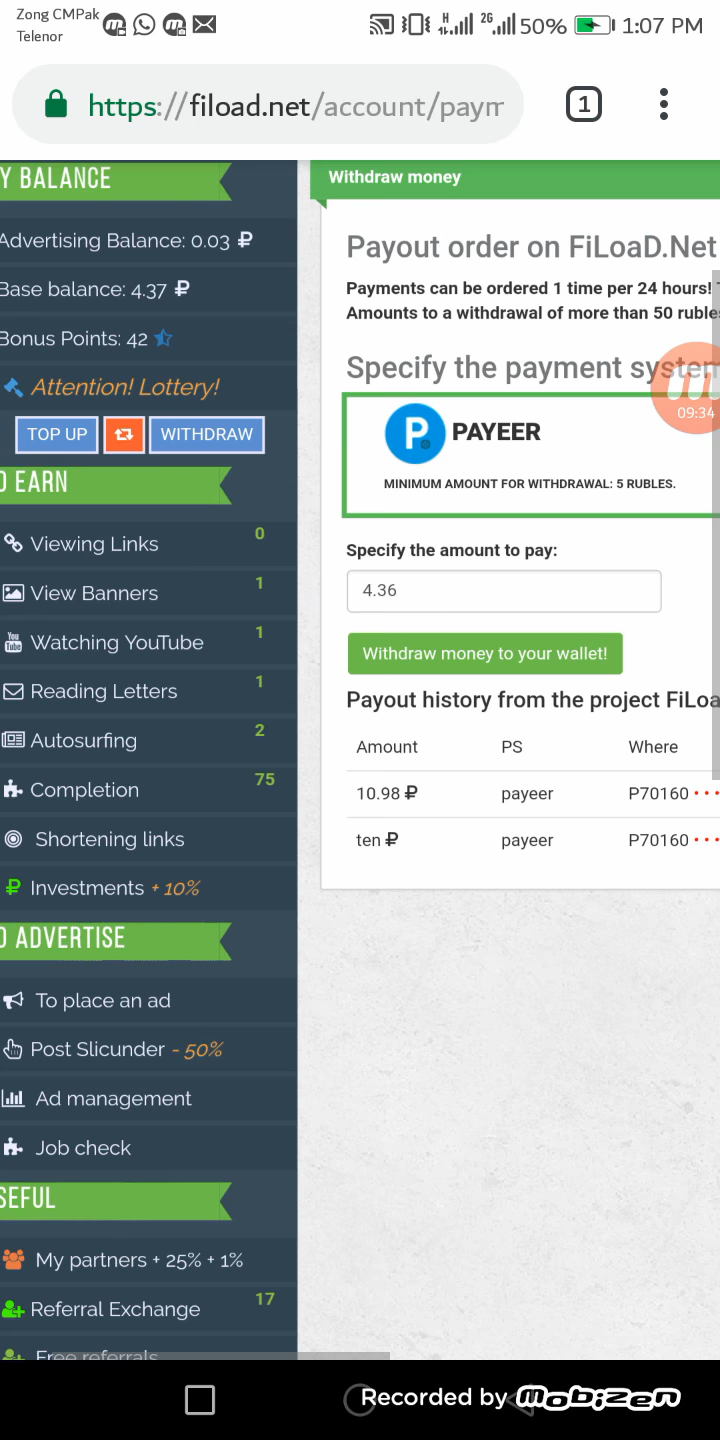 Zong CMPak
Telenor
H
2G
50%
1:07 PM
https://fiload.net/account/paym
1
Y BALANCE
Advertising Balance: 0.03 ₽
Base balance: 4.37 ₽
Bonus Points: 42
Attention! Lottery!
TOP UP
WITHDRAW
O EARN
Viewing Links 0
View Banners 1
Watching YouTube 1
Reading Letters 1
Autosurfing 2
Completion 75
Shortening links
₽ Investments + 10%
O ADVERTISE
To place an ad
Post Slicunder - 50%
Ad management
Job check
SEFUL
My partners + 25% + 1%
Referral Exchange 17
Free referrals
Withdraw money
Payout order on FiLoaD.Net
Payments can be ordered 1 time per 24 hours!
Amounts to a withdrawal of more than 50 ruble
Specify the payment system
09:34
P PAYEER
MINIMUM AMOUNT FOR WITHDRAWAL: 5 RUBLES.
Specify the amount to pay:
4.36
Withdraw money to your wallet!
Payout history from the project FiLoa
Amount PS Where
10.98 ₽ payeer P70160 •••
ten ₽ payeer P70160 •••
Recorded by Mobizen